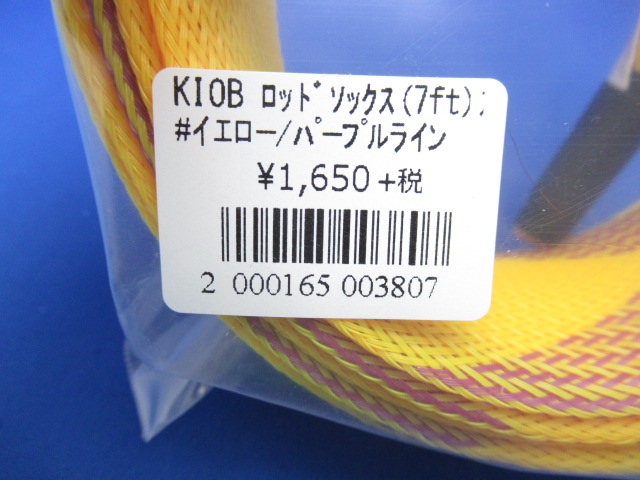 KIOB ﾛｯﾄﾞｿｯｸｽ(7ft);
#ｲｴﾛｰ/ﾊﾟｰﾌﾟﾙﾗｲﾝ
¥1,650+税
2 000165 003807